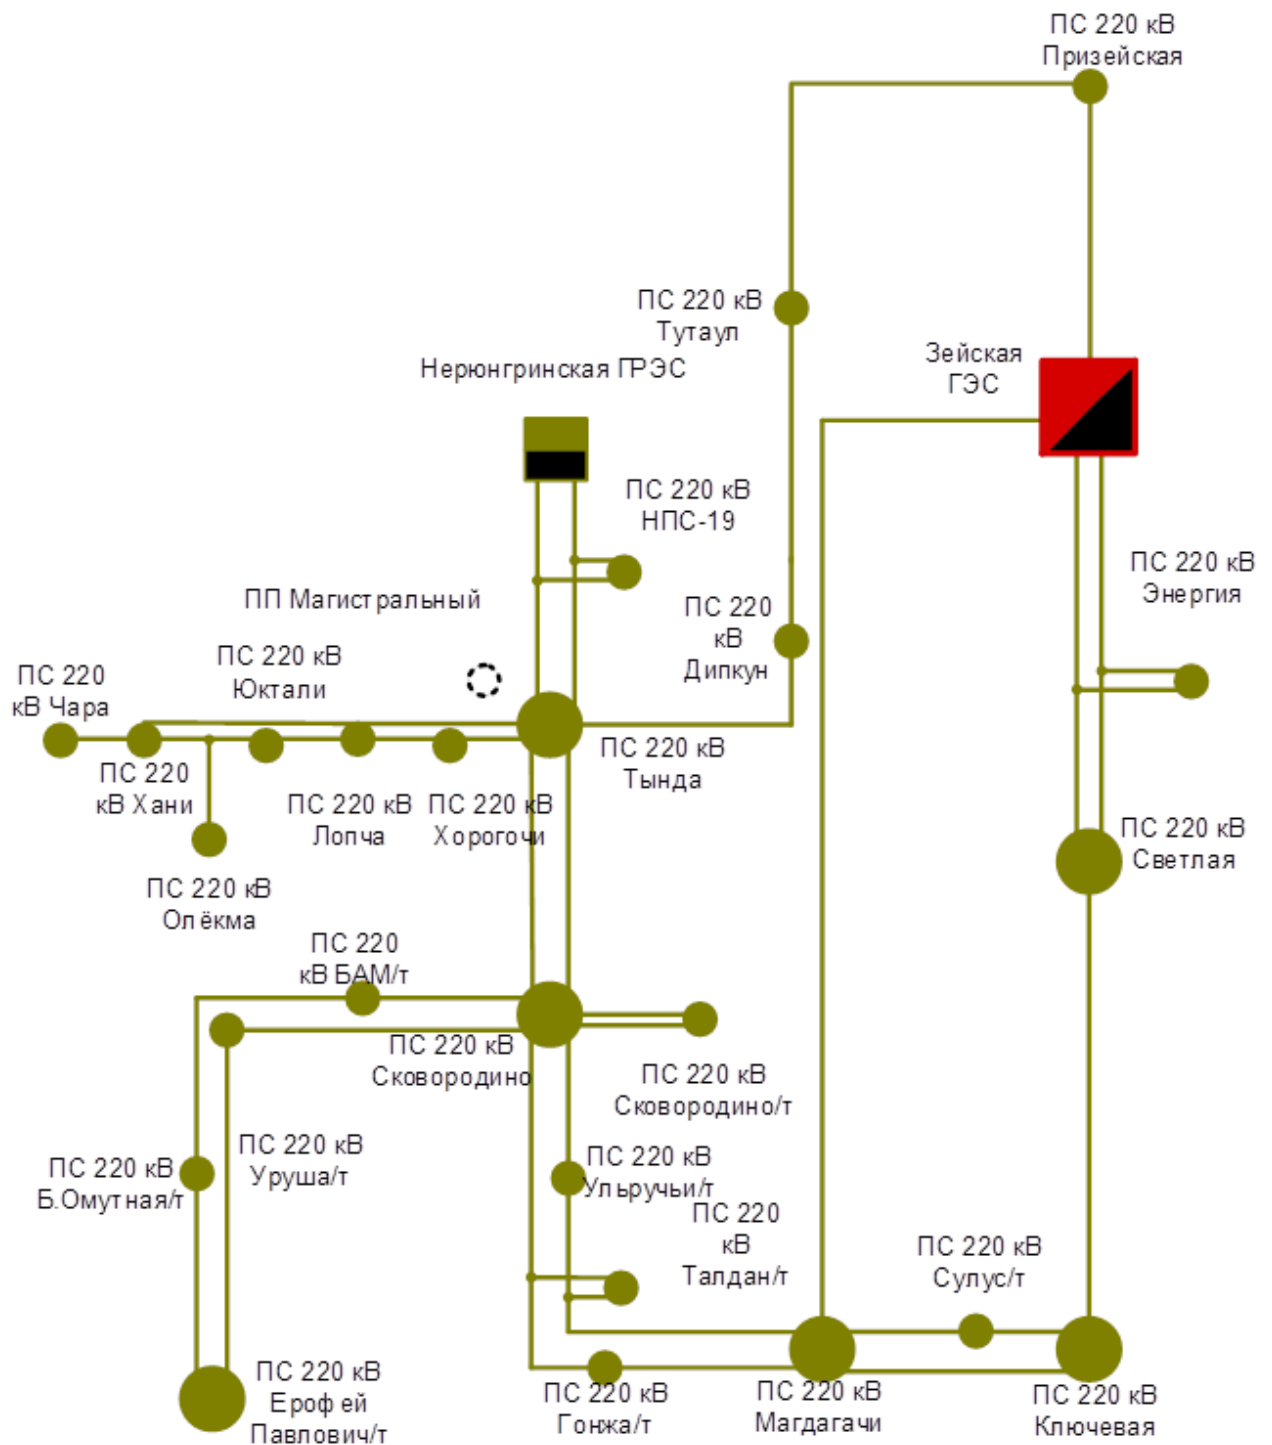 ПС 220 кВ
Призейская
ПС 220 кВ
Тутаул
Зейская
ГЭС
Нерюнгринская ГРЭС
ПС 220 кВ
НПС-19
ПС 220 кВ
Энергия
ПП Магистральный
ПС 220
кВ
Дипкун
ПС 220 кВ
Юктали
ПС 220
кВ Чара
ПС 220 кВ
Тында
ПС 220
кВ Хани
ПС 220 кВ
Лопча
ПС 220 кВ
Хорогочи
ПС 220 кВ
Светлая
ПС 220 кВ
Олёкма
ПС 220
кВ БАМ/т
ПС 220 кВ
Сковородино
ПС 220 кВ
Сковородино/т
ПС 220 кВ
Уруша/т
ПС 220 кВ
Б.Омутная/т
ПС 220 кВ
Ульручьи/т
ПС 220
кВ
Талдан/т
ПС 220 кВ
Сулус/т
ПС 220 кВ
Ерофей
Павлович/т
ПС 220 кВ
Гонжа/т
ПС 220 кВ
Магдагачи
ПС 220 кВ
Ключевая